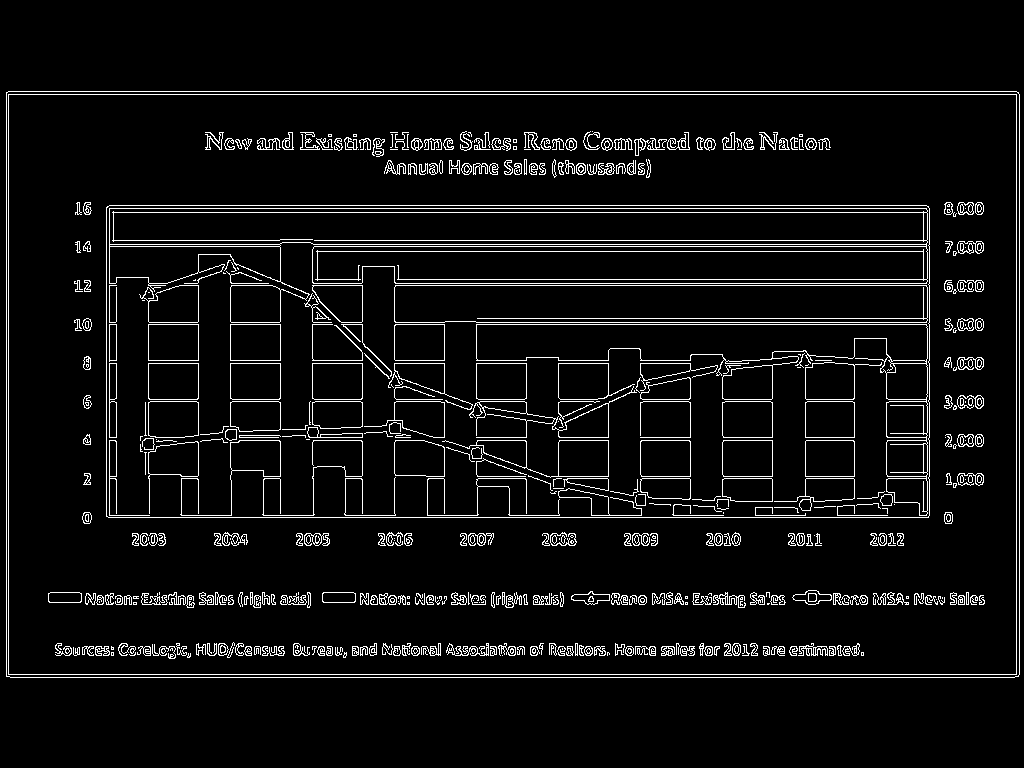 New and Existing Home Sales: Reno Compared to the Nation
Annual Home Sales (thousands)
16 8,000
14 7,000
12 6,000
10 5,000
8 4,000
6 3,000
4 2,000
2 1,000
0 0
2003 2004 2005 2006 2007 2008 2009 2010 2011 2012
Nation: Existing Sales (right axis) Nation: New Sales (right axis) Reno MSA: Existing Sales Reno MSA: New Sales
Sources: CoreLogic, HUD/Census Bureau, and National Association of Realtors. Home sales for 2012 are estimated.